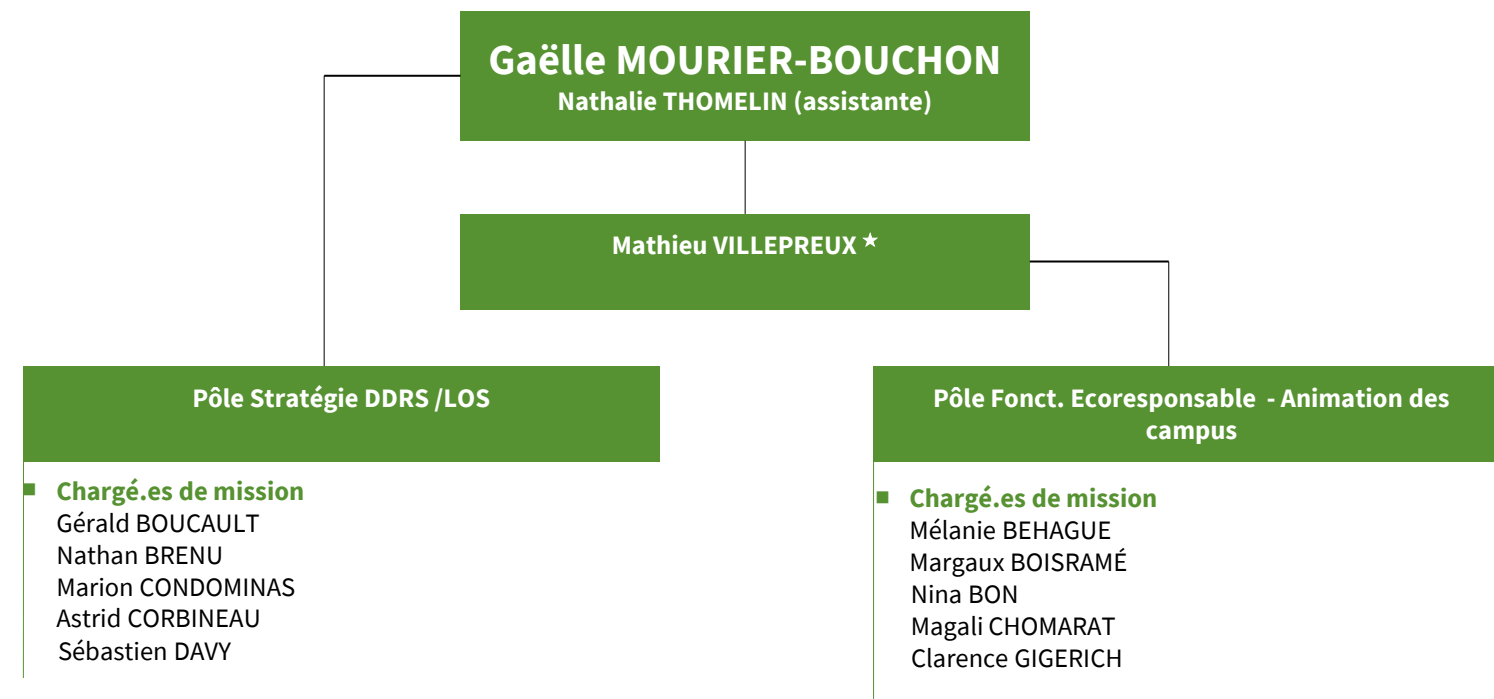 Gaëlle MOURIER-BOUCHON
Nathalie THOMELIN (assistante)
Mathieu VILLEPREUX ★
Pôle Stratégie DDRS /LOS
■ Chargé.es de mission
Gérald BOUCAULT
Nathan BRENU
Marion CONDOMINAS
Astrid CORBINEAU
Sébastien DAVY
Pôle Fonct. Ecoresponsable - Animation des
campus
■ Chargé.es de mission
Mélanie BEHAGUE
Margaux BOISRAMÉ
Nina BON
Magali CHOMARAT
Clarence GIGERICH